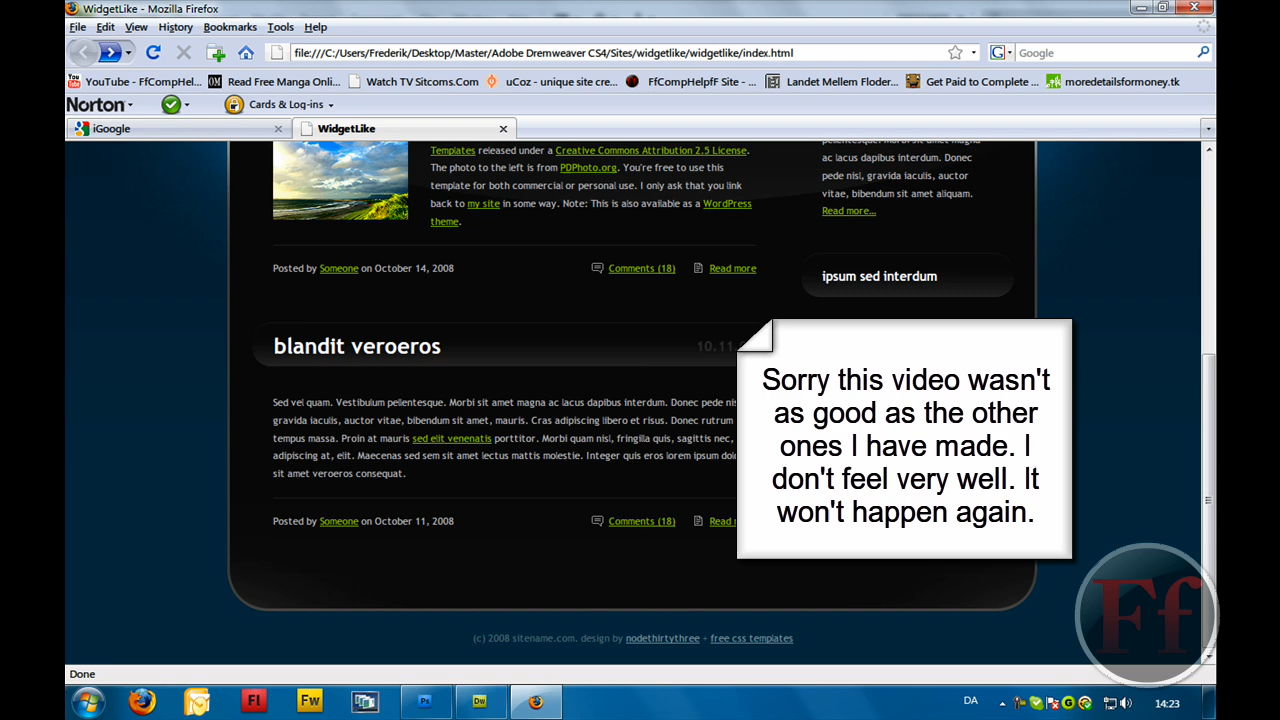 WidgetLike - Mozilla Firefox
File Edit View History Bookmarks Tools Help
file:///C:/Users/Frederik/Desktop/Master/Adobe Dremweaver CS4/Sites/widgetlike/widgetlike/index.html
Google
YouTube - FfCompHel... Read Free Manga Onli... Watch TV Sitcoms.Com uCoz - unique site cre... FfCompHelpff Site - ... Landet Mellem Floder... Get Paid to Complete ... moredetailsformoney.tk
Norton Cards & Log-ins
iGoogle WidgetLike
Templates released under a Creative Commons Attribution 2.5 License.
The photo to the left is from PDPhoto.org. You're free to use this
template for both commercial or personal use. I only ask that you link
back to my site in some way. Note: This is also available as a WordPress
theme.
Posted by Someone on October 14, 2008 Comments (18) Read more
ac lacus dapibus interdum. Donec
pede nisl, gravida iaculis, auctor
vitae, bibendum sit amet aliquam.
Read more...
ipsum sed interdum
blandit veroeros 10.11
Sed vel quam. Vestibulum pellentesque. Morbi sit amet magna ac lacus dapibus interdum. Donec pede nis
gravida iaculis, auctor vitae, bibendum sit amet, mauris. Cras adipiscing libero et risus. Donec rutrum
tempus massa. Proin at mauris sed elit venenatis porttitor. Morbi quam nisi, fringilla quis, sagittis nec,
adipiscing at, elit. Maecenas sed sem sit amet lectus mattis molestie. Integer quis eros lorem ipsum dolo
sit amet veroeros consequat.
Posted by Someone on October 11, 2008 Comments (18) Read
Sorry this video wasn't
as good as the other
ones I have made. I
don't feel very well. It
won't happen again.
(c) 2008 sitename.com. design by nodethirtythree + free css templates
Ff
Done
Fl Fw Ps Dw DA 14:23